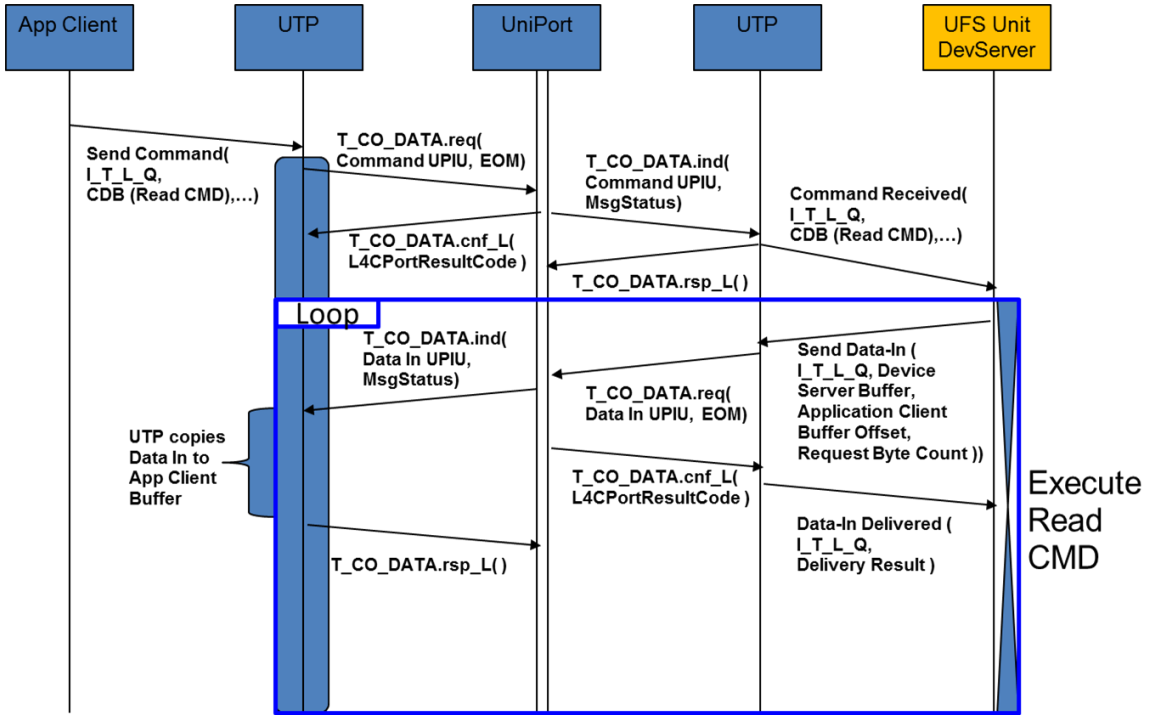 App Client
UTP
UniPort
UTP
UFS Unit
DevServer
Send Command(
I_T_L_Q,
CDB (Read CMD),...)
T_CO_DATA.req(
Command UPIU, EOM)
T_CO_DATA.ind(
Command UPIU,
MsgStatus)
Command Received(
I_T_L_Q,
CDB (Read CMD),...)
T_CO_DATA.cnf_L(
L4CPortResultCode )
T_CO_DATA.rsp_L()
Loop
T_CO_DATA.ind(
Data In UPIU,
MsgStatus)
Send Data-In (
I_T_L_Q, Device
Server Buffer,
Application Client
Buffer Offset,
Request Byte Count ))
T_CO_DATA.req(
Data In UPIU, EOM)
UTP copies
Data In to
App Client
Buffer
T_CO_DATA.cnf_L(
L4CPortResultCode )
Execute
Read
CMD
Data-In Delivered (
I_T_L_Q,
Delivery Result )
T_CO_DATA.rsp_L()